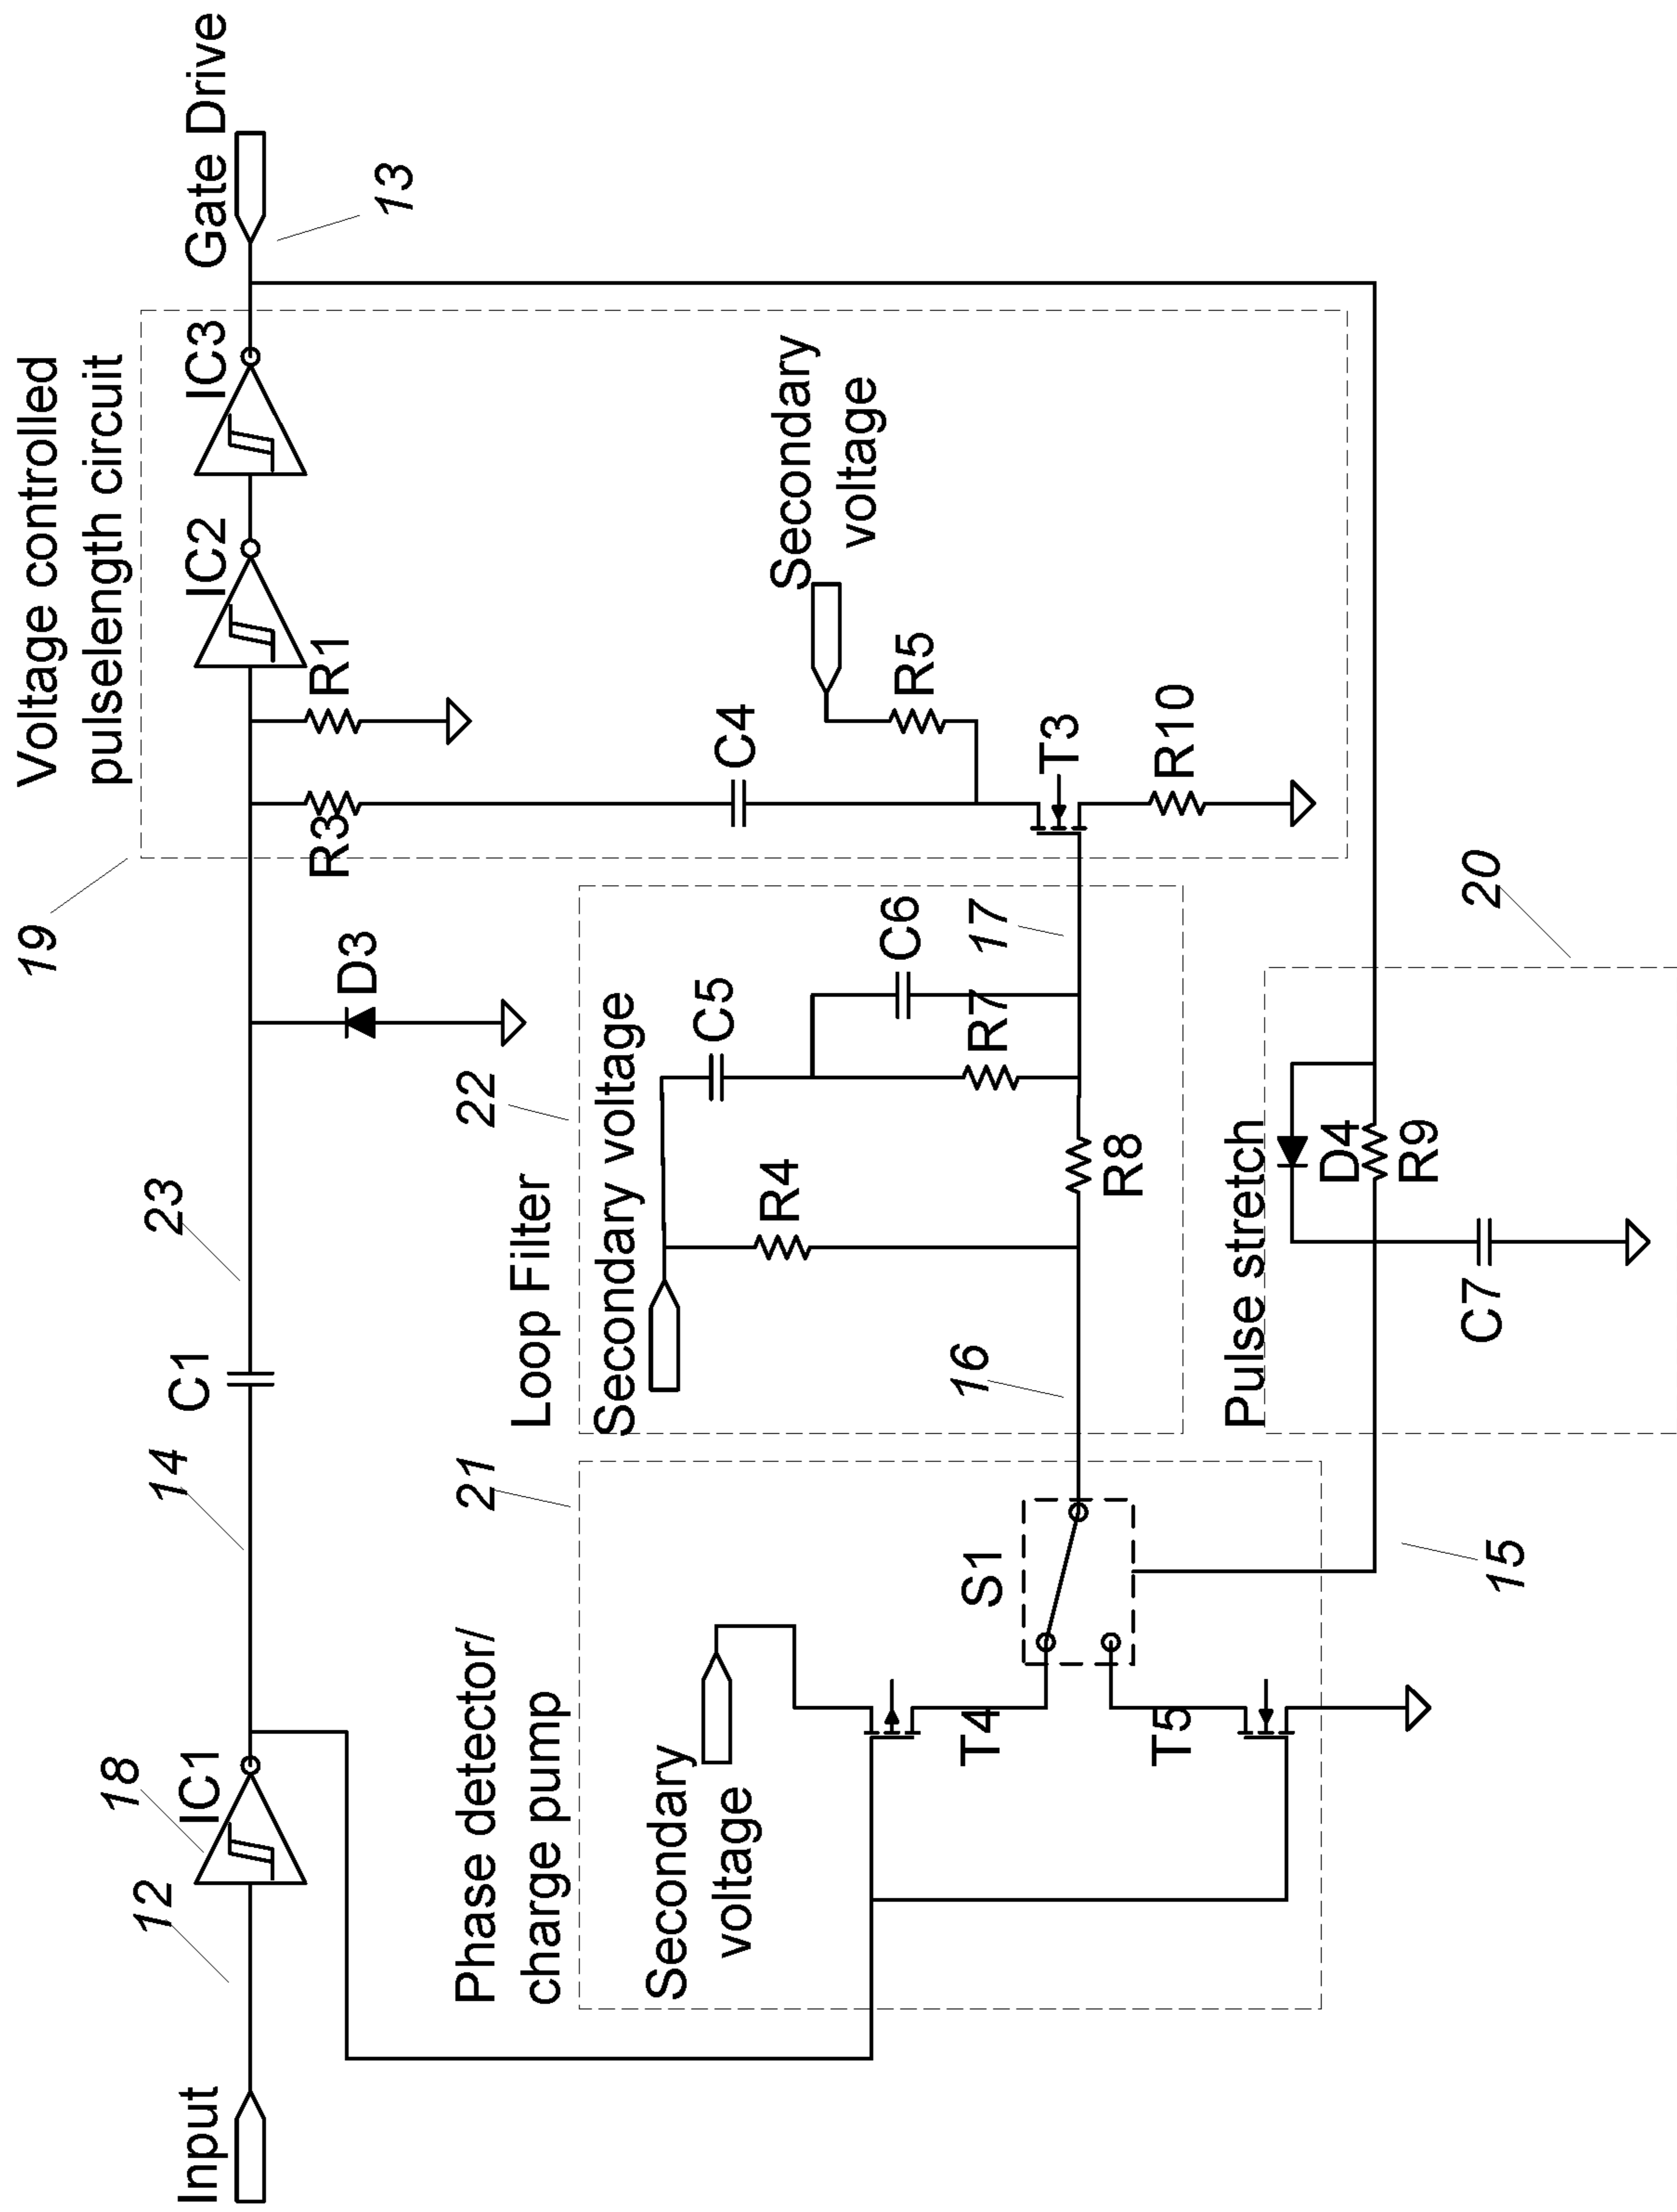 Voltage controlled
pulselength circuit
19
Input
12
18
IC1
14
C1
23
D3
R3
R1
IC2
IC3
Gate Drive
13
C4
Secondary
voltage
R5
T3
R10
Phase detector/
charge pump
21
Secondary
voltage
T4
T5
S1
15
Loop Filter
22
Secondary voltage
R4
C5
C6
R7
R8
16
17
Pulse stretch
20
D4
R9
C7